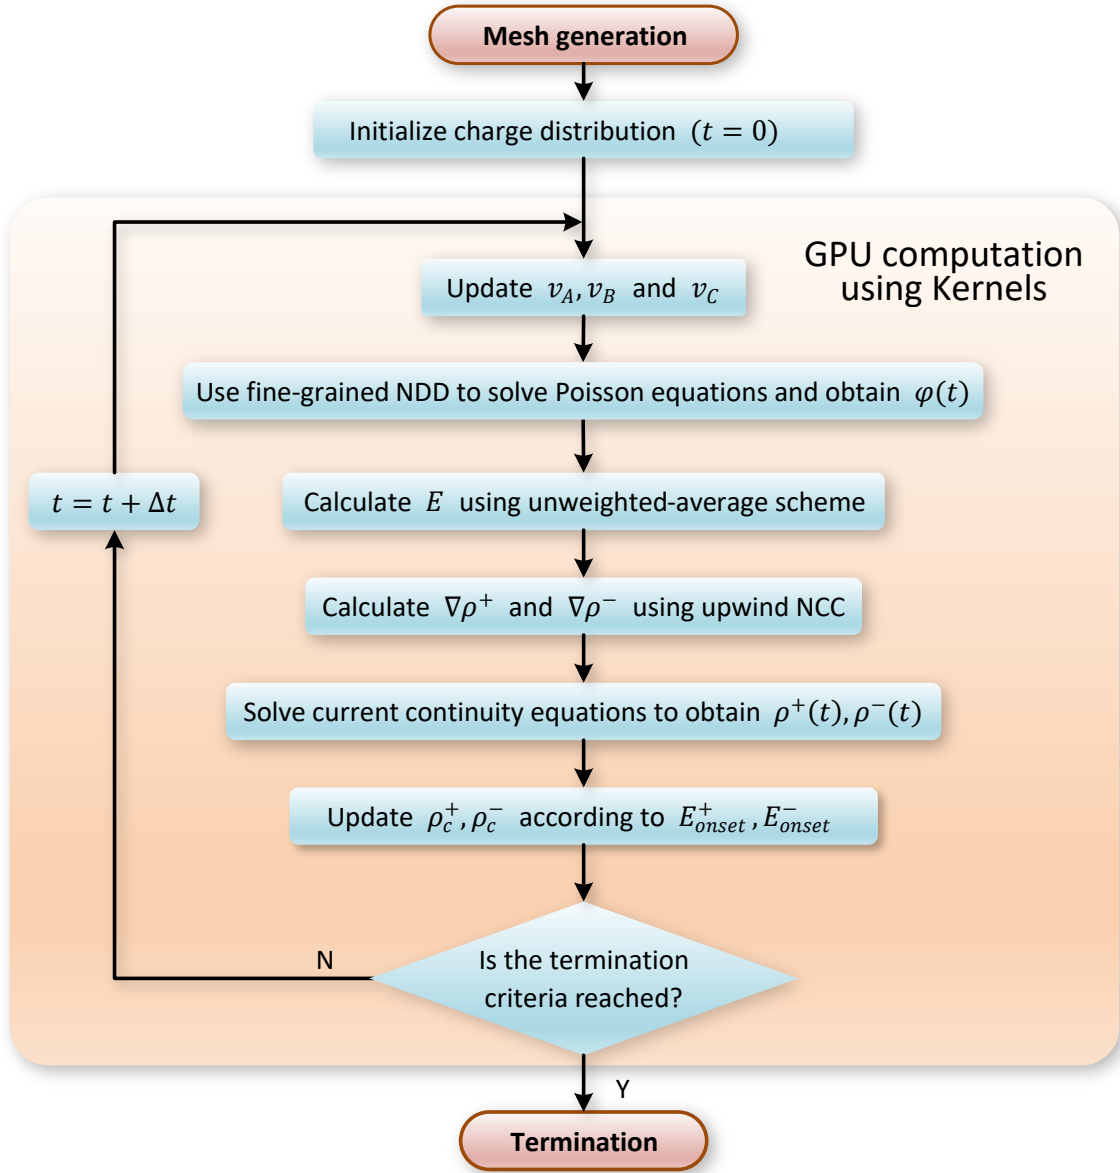 Mesh generation
Initialize charge distribution (t = 0)
GPU computation
using Kernels
Update v_A, v_B and v_C
Use fine-grained NDD to solve Poisson equations and obtain φ(t)
t = t + Δt
Calculate E using unweighted-average scheme
Calculate ∇ρ⁺ and ∇ρ⁻ using upwind NCC
Solve current continuity equations to obtain ρ⁺(t), ρ⁻(t)
Update ρ_c⁺, ρ_c⁻ according to E_onset⁺, E_onset⁻
N
Is the termination
criteria reached?
Y
Termination